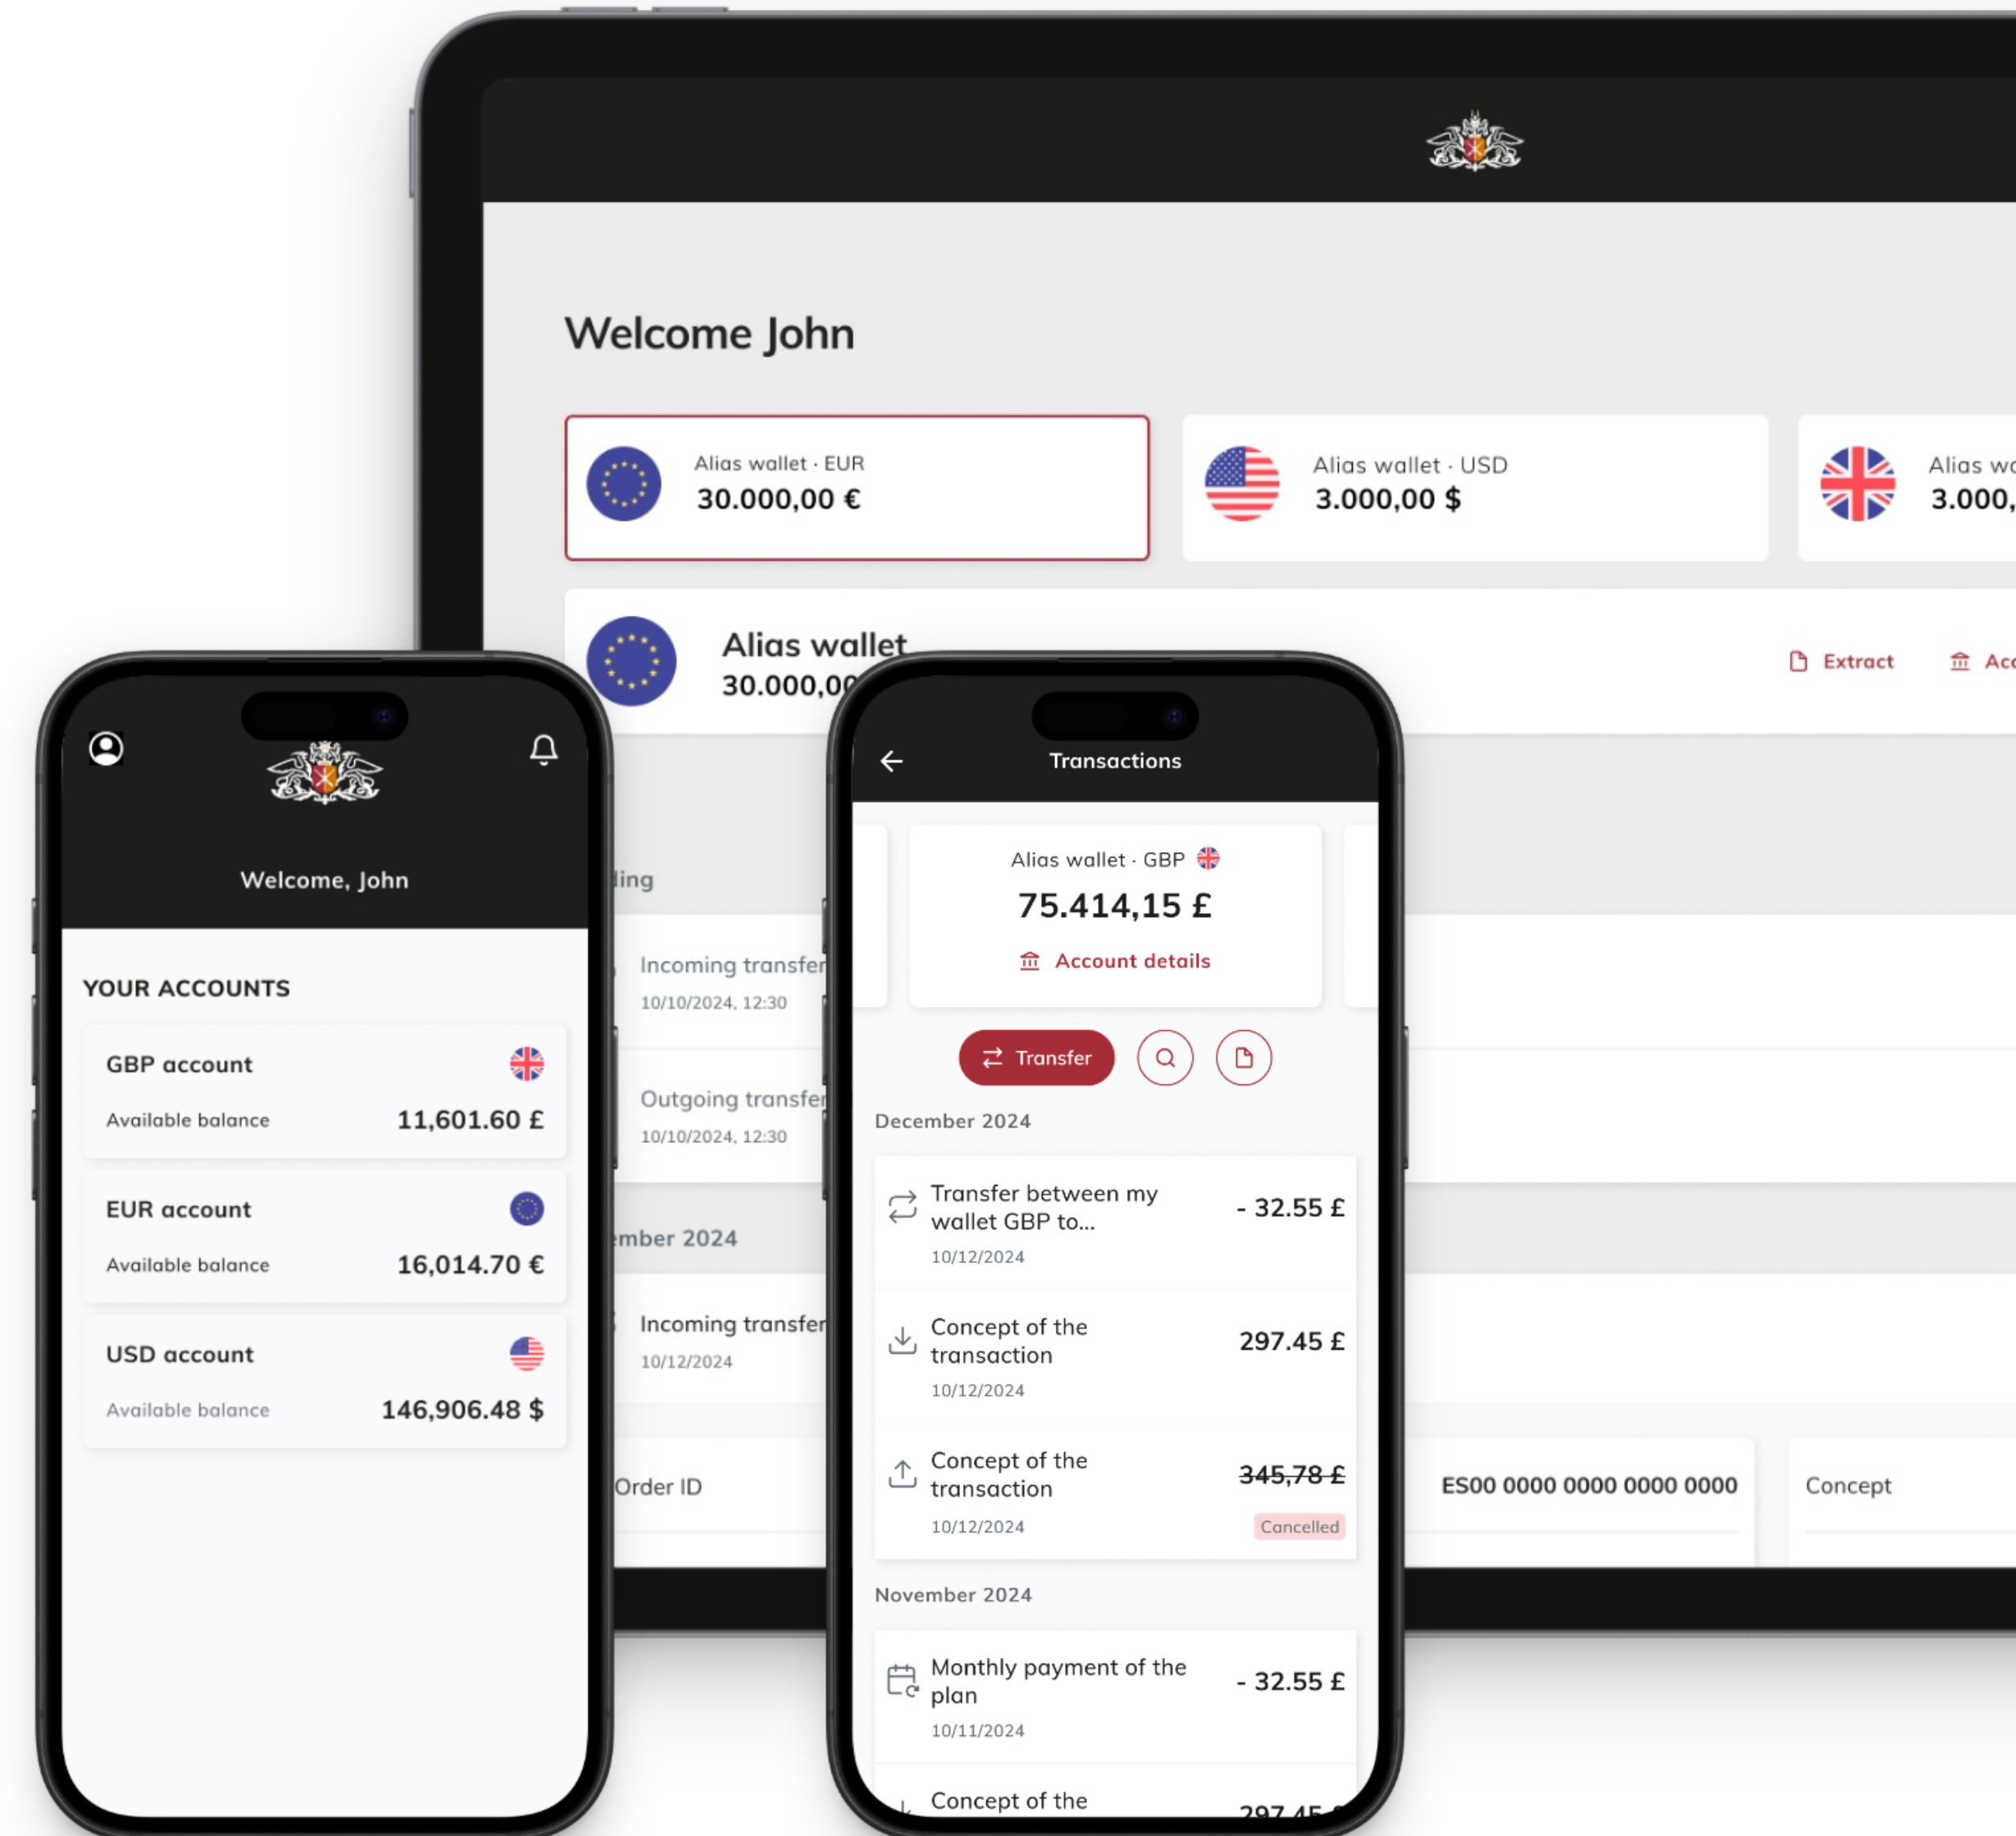 Welcome John
Alias wallet · EUR
30.000,00 €
Alias wallet · USD
3.000,00 $
Alias
3.000,
Alias wallet
30.000,00
Extract
Incoming transfer
10/10/2024, 12:30
Outgoing transfer
10/10/2024, 12:30
2024
Incoming transfer
10/12/2024
Order ID
ES00 0000 0000 0000 0000
Concept
Welcome, John
YOUR ACCOUNTS
GBP account
Available balance 11,601.60 £
EUR account
Available balance 16,014.70 €
USD account
Available balance 146,906.48 $
Transactions
Alias wallet · GBP
75.414,15 £
Account details
Transfer
December 2024
Transfer between my
wallet GBP to...
- 32.55 £
10/12/2024
Concept of the
transaction
297.45 £
10/12/2024
Concept of the
transaction
345,78 £
10/12/2024
Cancelled
November 2024
Monthly payment of the
plan
- 32.55 £
10/11/2024
Concept of the
297.45